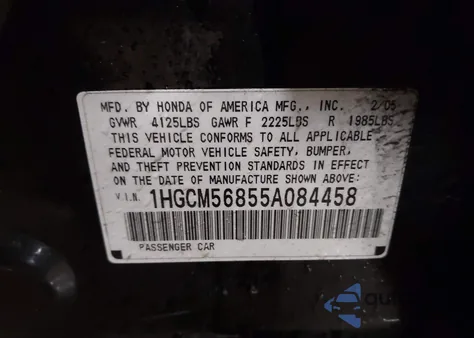 MFD. BY HONDA OF AMERICA MFG., INC. 2/05
GVWR 4125LBS GAWR F 2225LBS R 1985LBS
THIS VEHICLE CONFORMS TO ALL APPLICABLE
FEDERAL MOTOR VEHICLE SAFETY, BUMPER,
AND THEFT PREVENTION STANDARDS IN EFFECT
ON THE DATE OF MANUFACTURE SHOWN ABOVE:
V.I.N. 1HGCM56855A084458
PASSENGER CAR